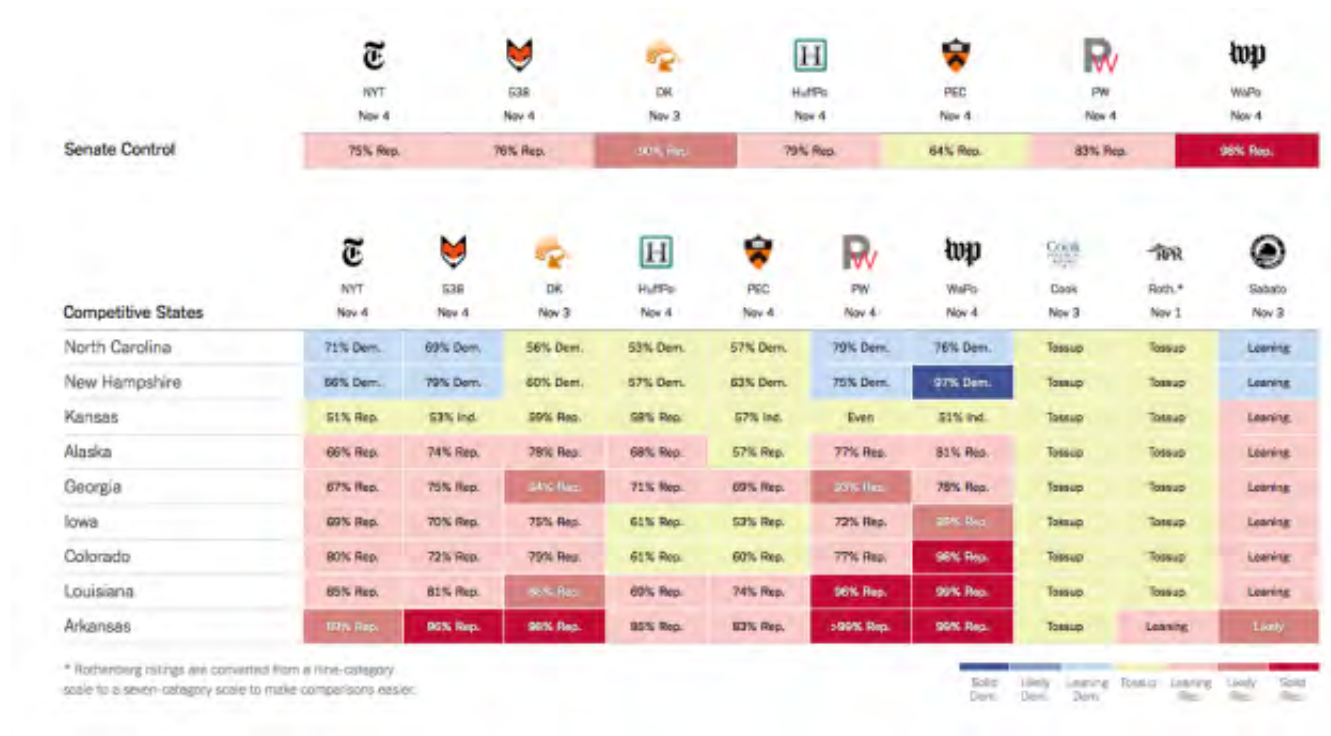 NYT 538 DK HuffPo PEC PW WaPo
Nov 4 Nov 4 Nov 3 Nov 4 Nov 4 Nov 4 Nov 4
Senate Control 75% Rep. 76% Rep. 90% Rep. 79% Rep. 64% Rep. 83% Rep. 98% Rep.
Cook RPR
NYT 538 DK HuffPo PEC PW WaPo Cook Roth.* Sabato
Competitive States Nov 4 Nov 4 Nov 3 Nov 4 Nov 4 Nov 4 Nov 4 Nov 3 Nov 1 Nov 3
North Carolina 71% Dem. 69% Dem. 56% Dem. 53% Dem. 57% Dem. 79% Dem. 76% Dem. Tossup Tossup Leaning
New Hampshire 66% Dem. 79% Dem. 60% Dem. 57% Dem. 63% Dem. 75% Dem. 97% Dem. Tossup Tossup Leaning
Kansas 51% Rep. 53% Ind. 59% Rep. 58% Rep. 57% Ind. Even 51% Ind. Tossup Tossup Leaning
Alaska 66% Rep. 74% Rep. 78% Rep. 68% Rep. 57% Rep. 77% Rep. 81% Rep. Tossup Tossup Leaning
Georgia 67% Rep. 75% Rep. Rep. 71% Rep. 69% Rep. Rep. 78% Rep. Tossup Tossup Leaning
Iowa 69% Rep. 70% Rep. 75% Rep. 61% Rep. 53% Rep. 72% Rep. Rep. Tossup Tossup Leaning
Colorado 80% Rep. 72% Rep. 79% Rep. 61% Rep. 60% Rep. 77% Rep. 98% Rep. Tossup Tossup Leaning
Louisiana 85% Rep. 81% Rep. Rep. 69% Rep. 74% Rep. 96% Rep. 99% Rep. Tossup Tossup Leaning
Arkansas Rep. 96% Rep. 98% Rep. 85% Rep. 83% Rep. >99% Rep. 99% Rep. Tossup Leaning Likely
* Rothenberg ratings are converted from a nine-category
scale to a seven-category scale to make comparisons easier.
Solid Likely Leaning Tossup Leaning Likely Solid
Dem. Dem. Dem. Rep. Rep. Rep.